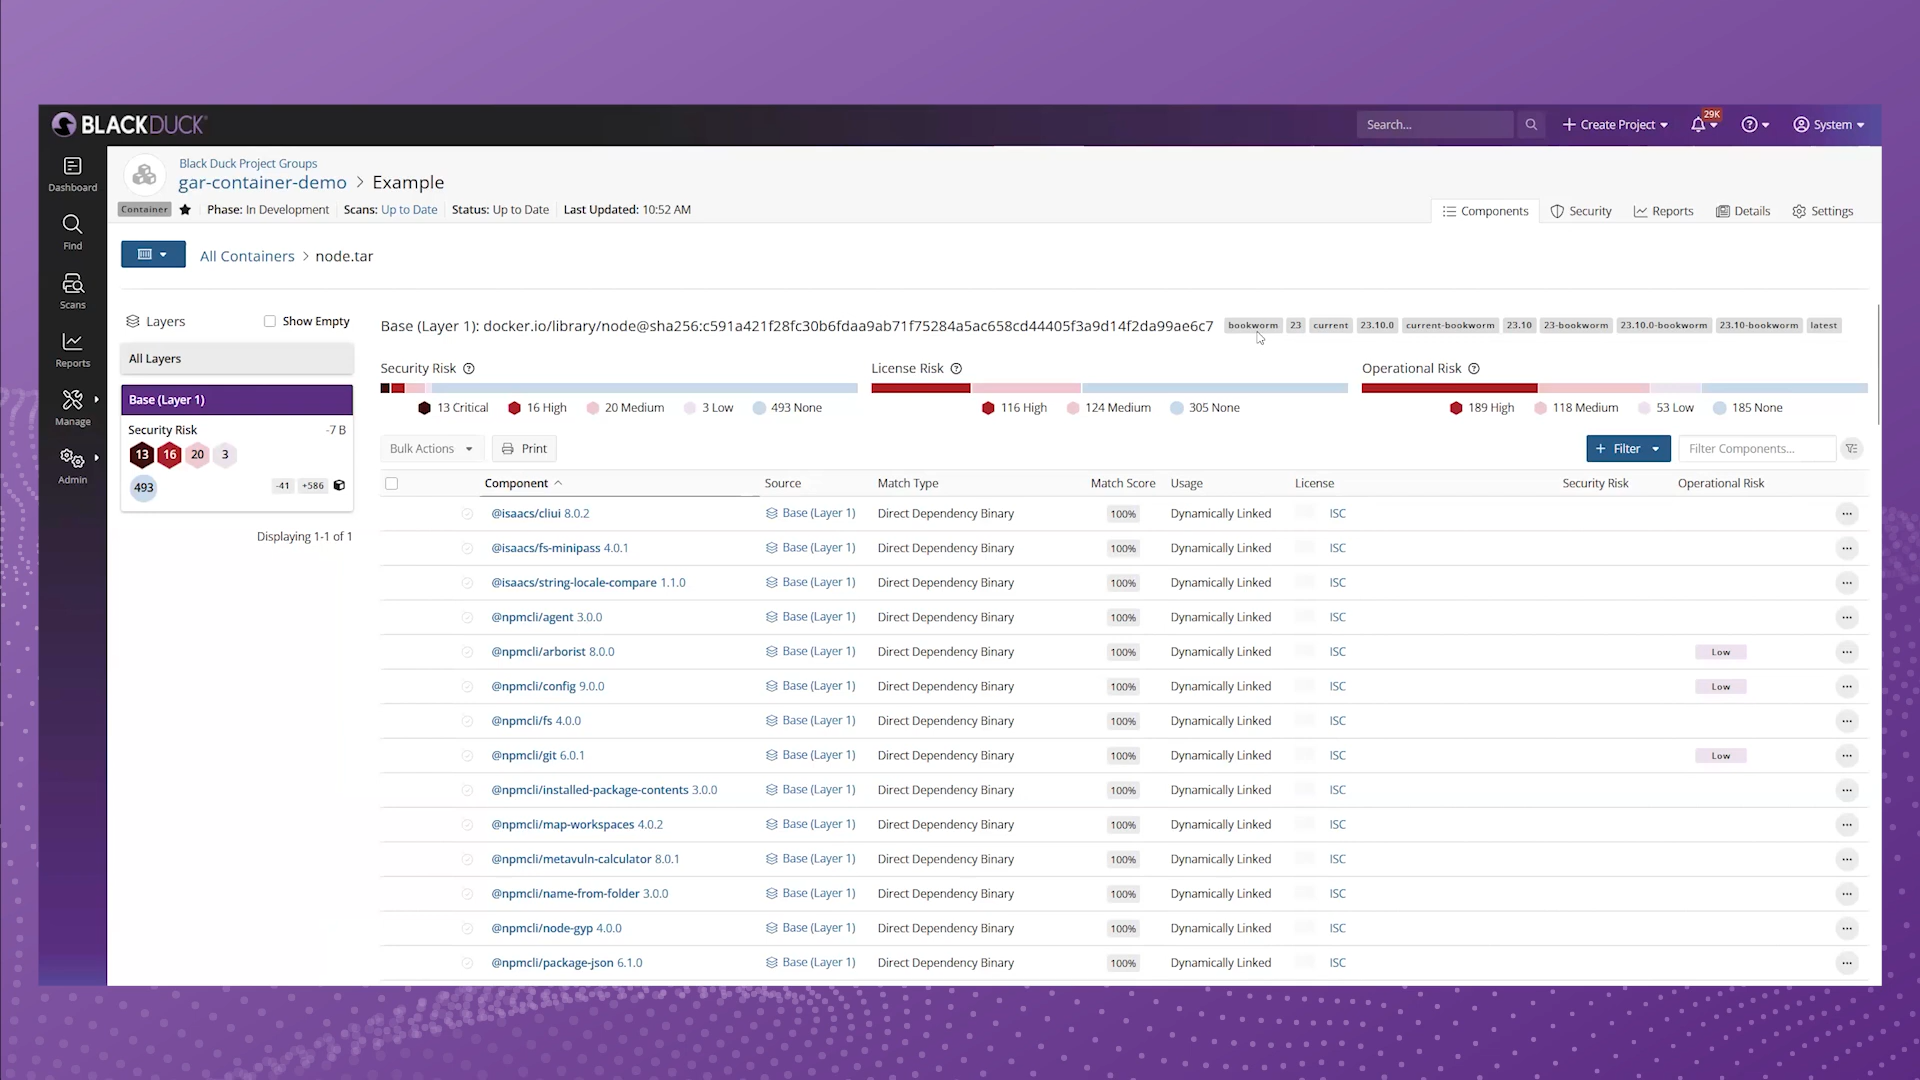 BLACKDUCK
Search...
Create Project
29K
System
Dashboard
Find
Scans
Reports
Manage
Admin
Black Duck Project Groups
gar-container-demo > Example
Container
Phase: In Development
Scans: Up to Date
Status: Up to Date
Last Updated: 10:52 AM
Components
Security
Reports
Details
Settings
All Containers > node.tar
Layers
Show Empty
All Layers
Base (Layer 1)
Security Risk
-7 B
13 16 20 3
493
-41 +586
Displaying 1-1 of 1
Base (Layer 1): docker.io/library/node@sha256:c591a421f28fc30b6fdaa9ab71f75284a5ac658cd44405f3a9d14f2da99ae6c7
bookworm 23 current 23.10.0 current-bookworm 23.10 23-bookworm 23.10.0-bookworm 23.10-bookworm latest
Security Risk
13 Critical 16 High 20 Medium 3 Low 493 None
License Risk
116 High 124 Medium 305 None
Operational Risk
189 High 118 Medium 53 Low 185 None
Bulk Actions
Print
+ Filter
Filter Components...
Component Source Match Type Match Score Usage License Security Risk Operational Risk
@isaacs/cliui 8.0.2 Base (Layer 1) Direct Dependency Binary 100% Dynamically Linked ISC ...
@isaacs/fs-minipass 4.0.1 Base (Layer 1) Direct Dependency Binary 100% Dynamically Linked ISC ...
@isaacs/string-locale-compare 1.1.0 Base (Layer 1) Direct Dependency Binary 100% Dynamically Linked ISC ...
@npmcli/agent 3.0.0 Base (Layer 1) Direct Dependency Binary 100% Dynamically Linked ISC ...
@npmcli/arborist 8.0.0 Base (Layer 1) Direct Dependency Binary 100% Dynamically Linked ISC Low ...
@npmcli/config 9.0.0 Base (Layer 1) Direct Dependency Binary 100% Dynamically Linked ISC Low ...
@npmcli/fs 4.0.0 Base (Layer 1) Direct Dependency Binary 100% Dynamically Linked ISC ...
@npmcli/git 6.0.1 Base (Layer 1) Direct Dependency Binary 100% Dynamically Linked ISC Low ...
@npmcli/installed-package-contents 3.0.0 Base (Layer 1) Direct Dependency Binary 100% Dynamically Linked ISC ...
@npmcli/map-workspaces 4.0.2 Base (Layer 1) Direct Dependency Binary 100% Dynamically Linked ISC ...
@npmcli/metavuln-calculator 8.0.1 Base (Layer 1) Direct Dependency Binary 100% Dynamically Linked ISC ...
@npmcli/name-from-folder 3.0.0 Base (Layer 1) Direct Dependency Binary 100% Dynamically Linked ISC ...
@npmcli/node-gyp 4.0.0 Base (Layer 1) Direct Dependency Binary 100% Dynamically Linked ISC ...
@npmcli/package-json 6.1.0 Base (Layer 1) Direct Dependency Binary 100% Dynamically Linked ISC ...